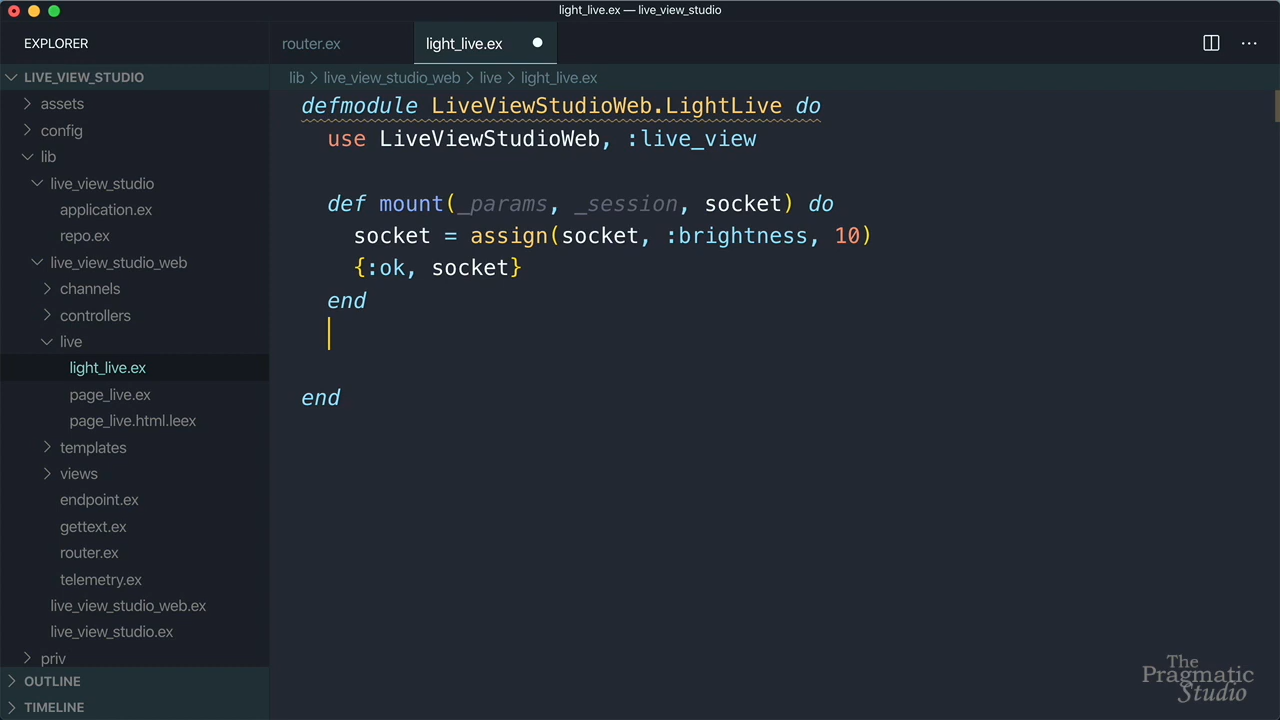 light_live.ex — live_view_studio
EXPLORER
router.ex
light_live.ex
LIVE_VIEW_STUDIO
lib > live_view_studio_web > live > light_live.ex
assets
config
lib
live_view_studio
application.ex
repo.ex
live_view_studio_web
channels
controllers
live
light_live.ex
page_live.ex
page_live.html.leex
templates
views
endpoint.ex
gettext.ex
router.ex
telemetry.ex
live_view_studio_web.ex
live_view_studio.ex
priv
OUTLINE
TIMELINE
defmodule LiveViewStudioWeb.LightLive do
use LiveViewStudioWeb, :live_view
def mount(_params, _session, socket) do
socket = assign(socket, :brightness, 10)
{:ok, socket}
end
end
The
Pragmatic
Studio